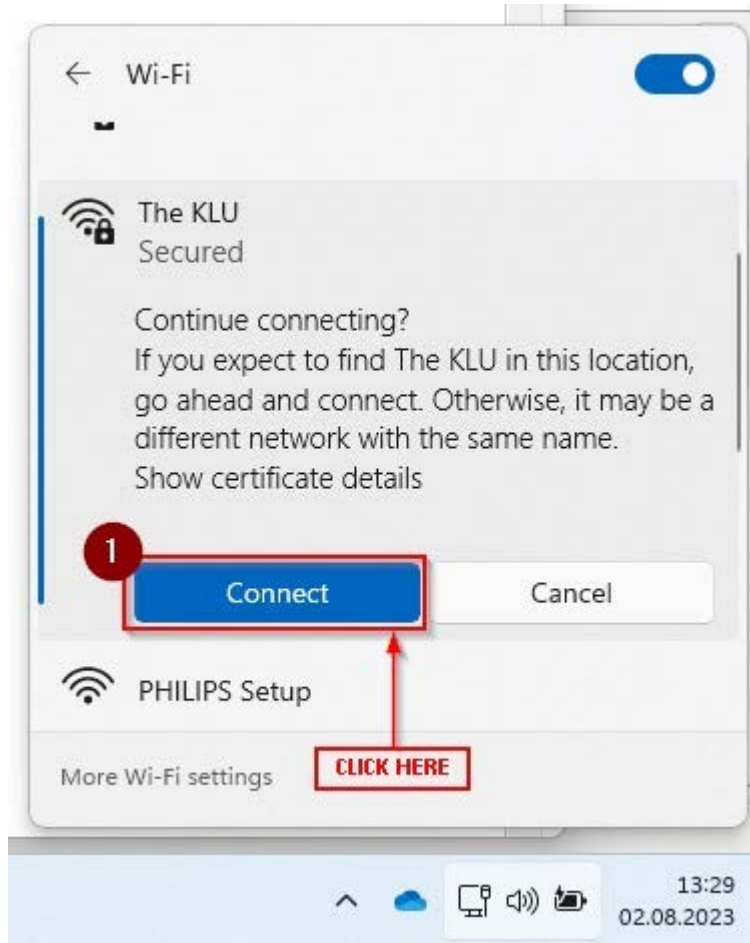 Wi-Fi
The KLU
Secured
Continue connecting?
If you expect to find The KLU in this location,
go ahead and connect. Otherwise, it may be a
different network with the same name.
Show certificate details
1
Connect
Cancel
PHILIPS Setup
CLICK HERE
More Wi-Fi settings
13:29
02.08.2023